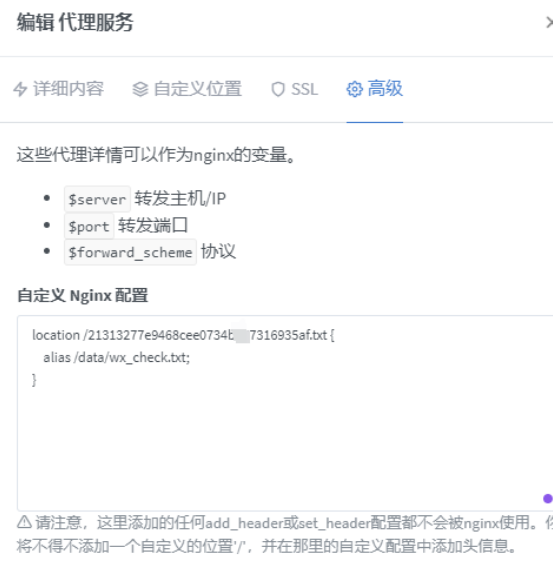 编辑 代理服务
详细内容 自定义位置 SSL 高级
这些代理详情可以作为nginx的变量。
$server 转发主机/IP
$port 转发端口
$forward_scheme 协议
自定义 Nginx 配置
location /21313277e9468cee0734b 7316935af.txt {
alias /data/wx_check.txt;
}
请注意，这里添加的任何add_header或set_header配置都不会被nginx使用。
将不得不添加一个自定义的位置'/'，并在那里的自定义配置中添加头信息。